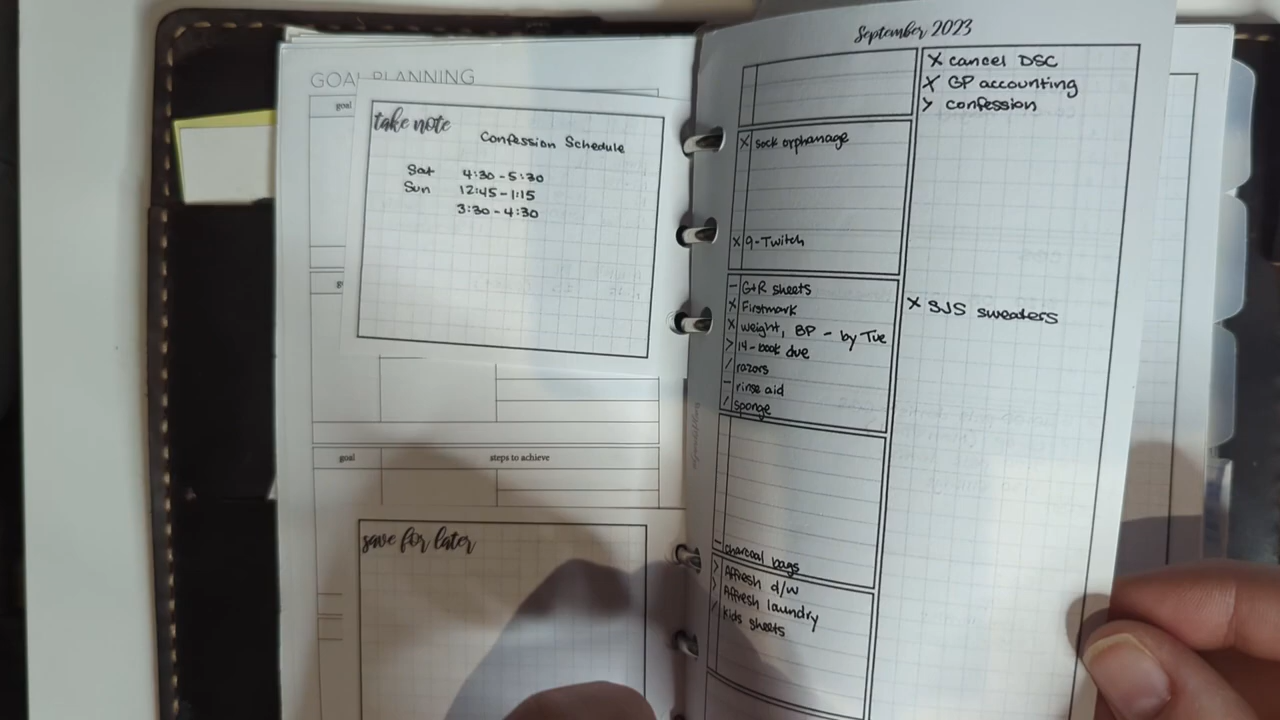 GOAL PLANNING
goal
take note
Confession Schedule
Sat 4:30 - 5:30
Sun 12:45 - 1:15
3:30 - 4:30
g
goal steps to achieve
save for later
September 2023
X sock orphanage
X 9-Twitch
- G+R sheets
X Firstmark
X weight, BP - by Tue
> 14 - book due
/ razors
- rinse aid
/ sponge
- charcoal bags
> Affresh d/w
> Affresh laundry
/ kids sheets
X cancel DSC
X GP accounting
> confession
X SJS sweaters